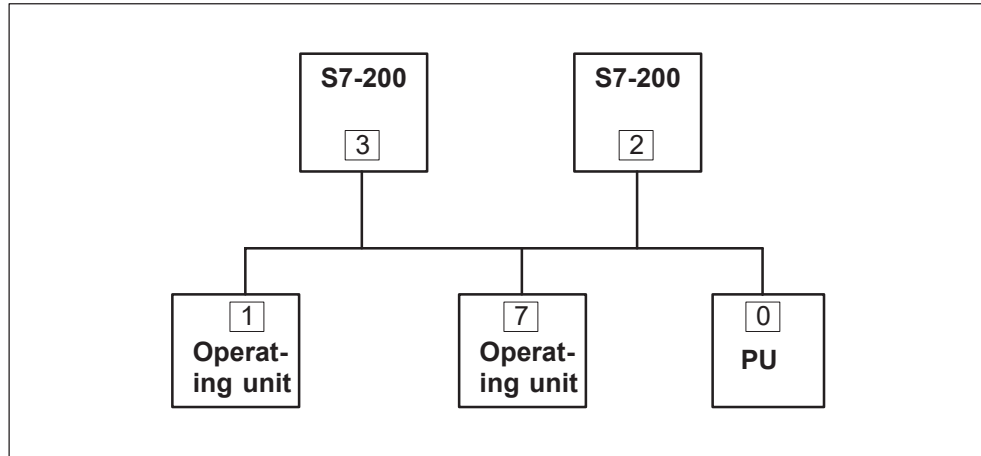 S7-200
3
S7-200
2
1
Operat-
ing unit
7
Operat-
ing unit
0
PU